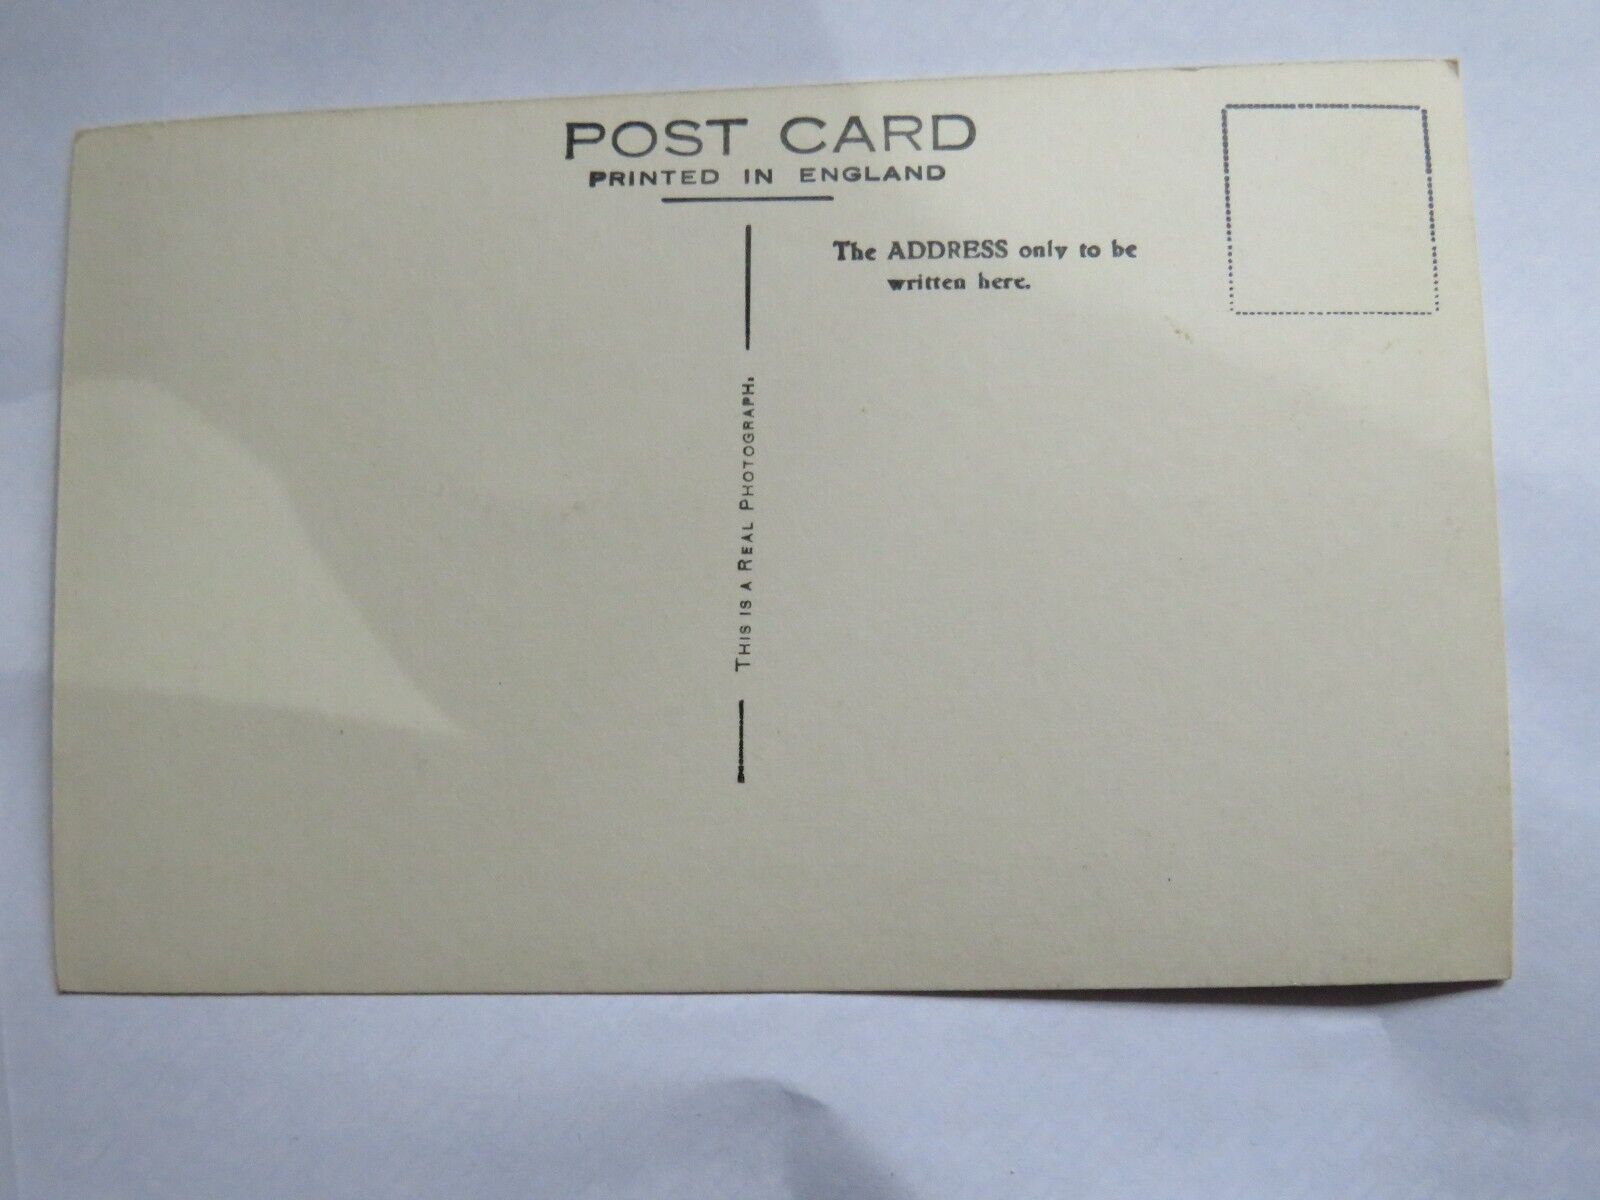 POST CARD
PRINTED IN ENGLAND
The ADDRESS only to be
written here.
THIS IS A REAL PHOTOGRAPH.